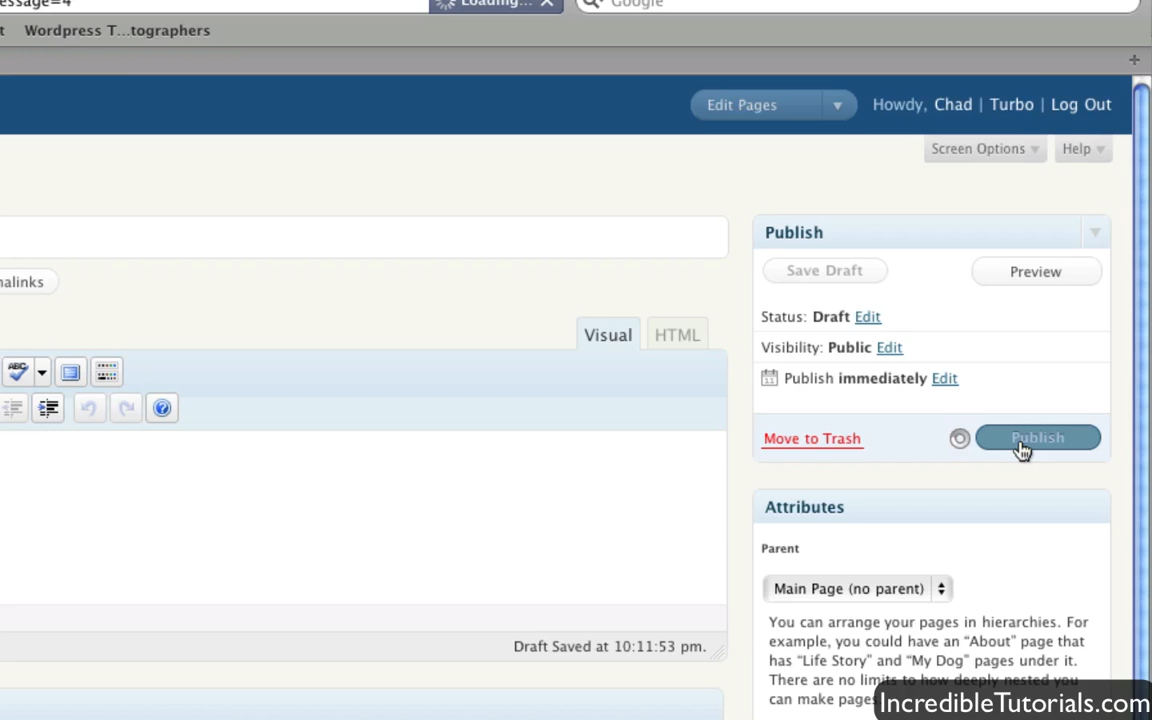 essage=4
Loading...
Google
t Wordpress T...tographers
Edit Pages
Howdy, Chad | Turbo | Log Out
Screen Options
Help
Publish
Save Draft
Preview
nalinks
Status: Draft Edit
Visual
HTML
Visibility: Public Edit
ABC
11
Publish immediately Edit
Move to Trash
Publish
Attributes
Parent
Main Page (no parent)
You can arrange your pages in hierarchies. For
example, you could have an “About” page that
has “Life Story” and “My Dog” pages under it.
There are no limits to how deeply nested you
can make pages
Draft Saved at 10:11:53 pm.
IncredibleTutorials.com